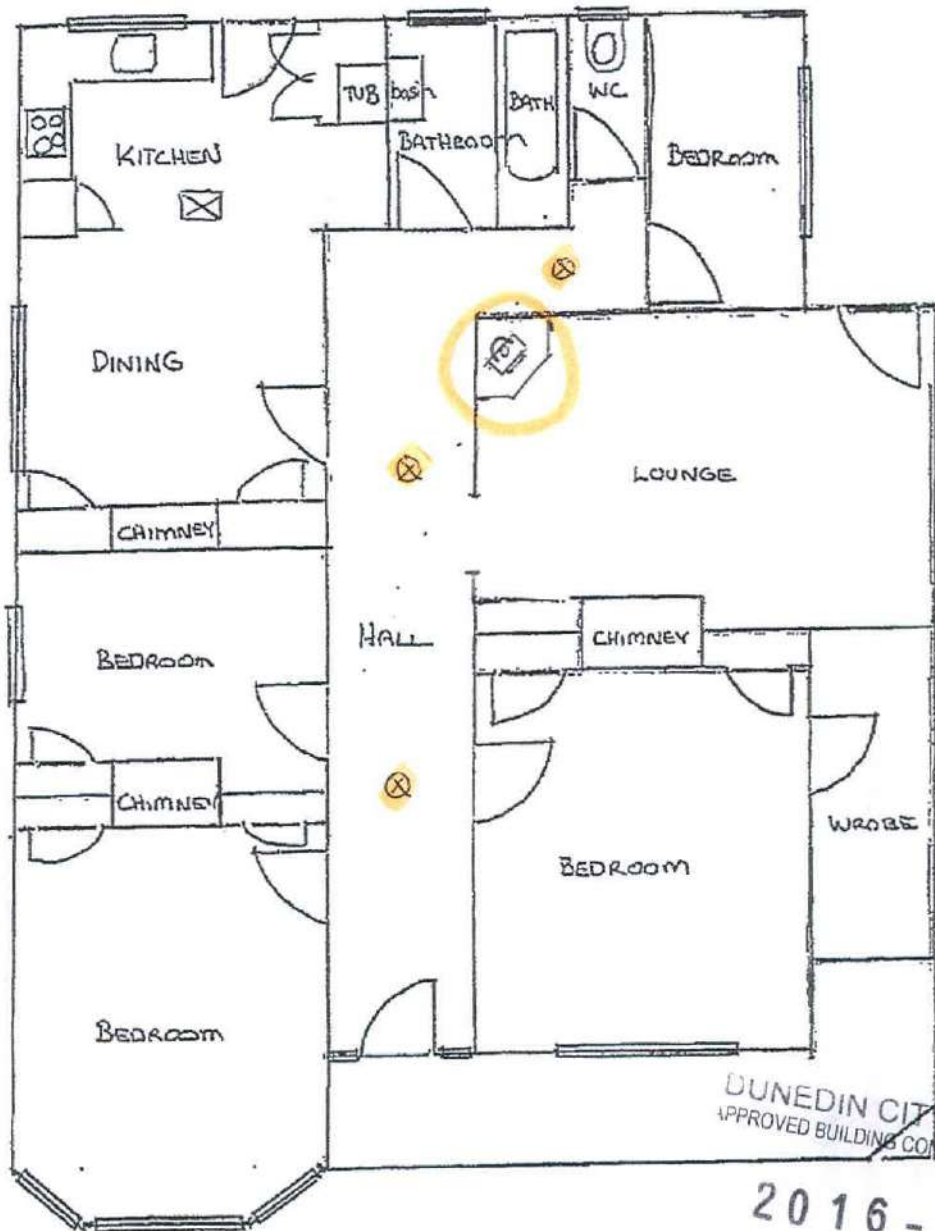 TUB
basin
BATH
WC
BATHROOM
KITCHEN
BEDROOM
DINING
LOUNGE
CHIMNEY
HALL
CHIMNEY
BEDROOM
CHIMNEY
WROBE
BEDROOM
BEDROOM
DUNEDIN CIT
APPROVED BUILDING CON
2016-